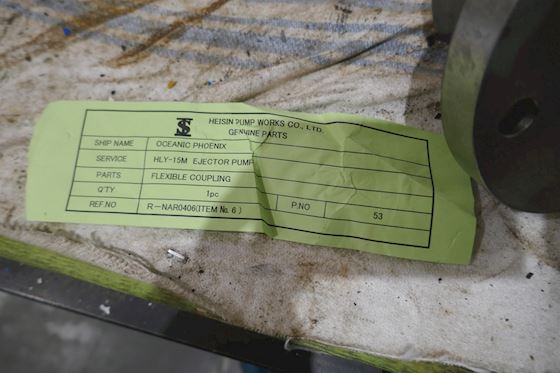 HEISIN PUMP WORKS CO., LTD.
GENUINE PARTS
SHIP NAME OCEANIC PHOENIX
SERVICE HLY-15M EJECTOR PUMP
PARTS FLEXIBLE COUPLING
Q'TY 1pc
REF.NO R-NAR0406(ITEM №. 6) P.NO 53